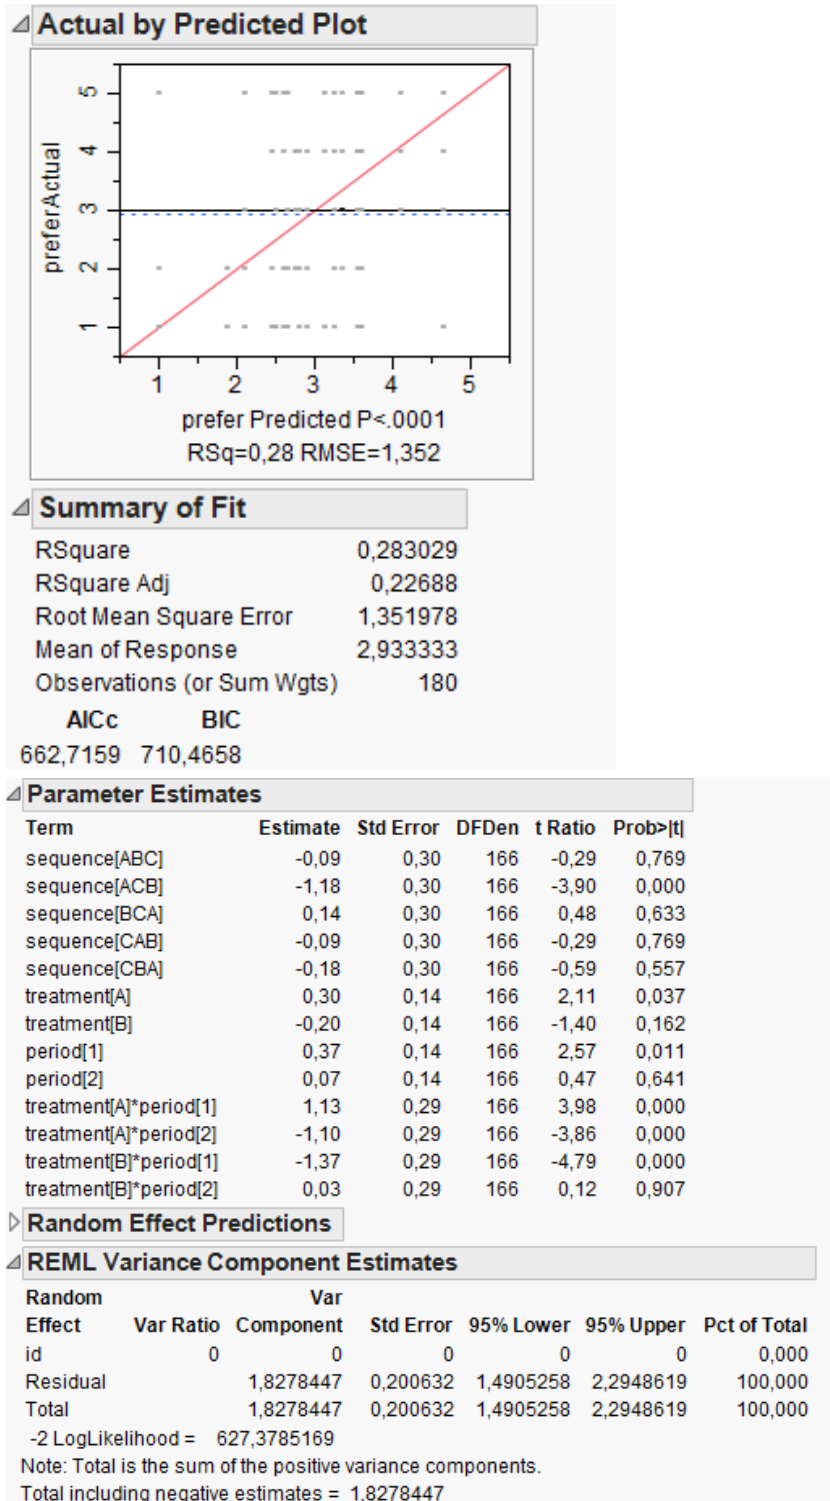 Actual by Predicted Plot
preferActual
5
4
3
2
1
1 2 3 4 5
prefer Predicted P<.0001
RSq=0,28 RMSE=1,352
Summary of Fit
RSquare 0,283029
RSquare Adj 0,22688
Root Mean Square Error 1,351978
Mean of Response 2,933333
Observations (or Sum Wgts) 180
AICc BIC
662,7159 710,4658
Parameter Estimates
Term Estimate Std Error DFDen t Ratio Prob>|t|
sequence[ABC] -0,09 0,30 166 -0,29 0,769
sequence[ACB] -1,18 0,30 166 -3,90 0,000
sequence[BCA] 0,14 0,30 166 0,48 0,633
sequence[CAB] -0,09 0,30 166 -0,29 0,769
sequence[CBA] -0,18 0,30 166 -0,59 0,557
treatment[A] 0,30 0,14 166 2,11 0,037
treatment[B] -0,20 0,14 166 -1,40 0,162
period[1] 0,37 0,14 166 2,57 0,011
period[2] 0,07 0,14 166 0,47 0,641
treatment[A]*period[1] 1,13 0,29 166 3,98 0,000
treatment[A]*period[2] -1,10 0,29 166 -3,86 0,000
treatment[B]*period[1] -1,37 0,29 166 -4,79 0,000
treatment[B]*period[2] 0,03 0,29 166 0,12 0,907
Random Effect Predictions
REML Variance Component Estimates
Random Var
Effect Var Ratio Component Std Error 95% Lower 95% Upper Pct of Total
id 0 0 0 0 0 0,000
Residual 1,8278447 0,200632 1,4905258 2,2948619 100,000
Total 1,8278447 0,200632 1,4905258 2,2948619 100,000
-2 LogLikelihood = 627,3785169
Note: Total is the sum of the positive variance components.
Total including negative estimates = 1,8278447